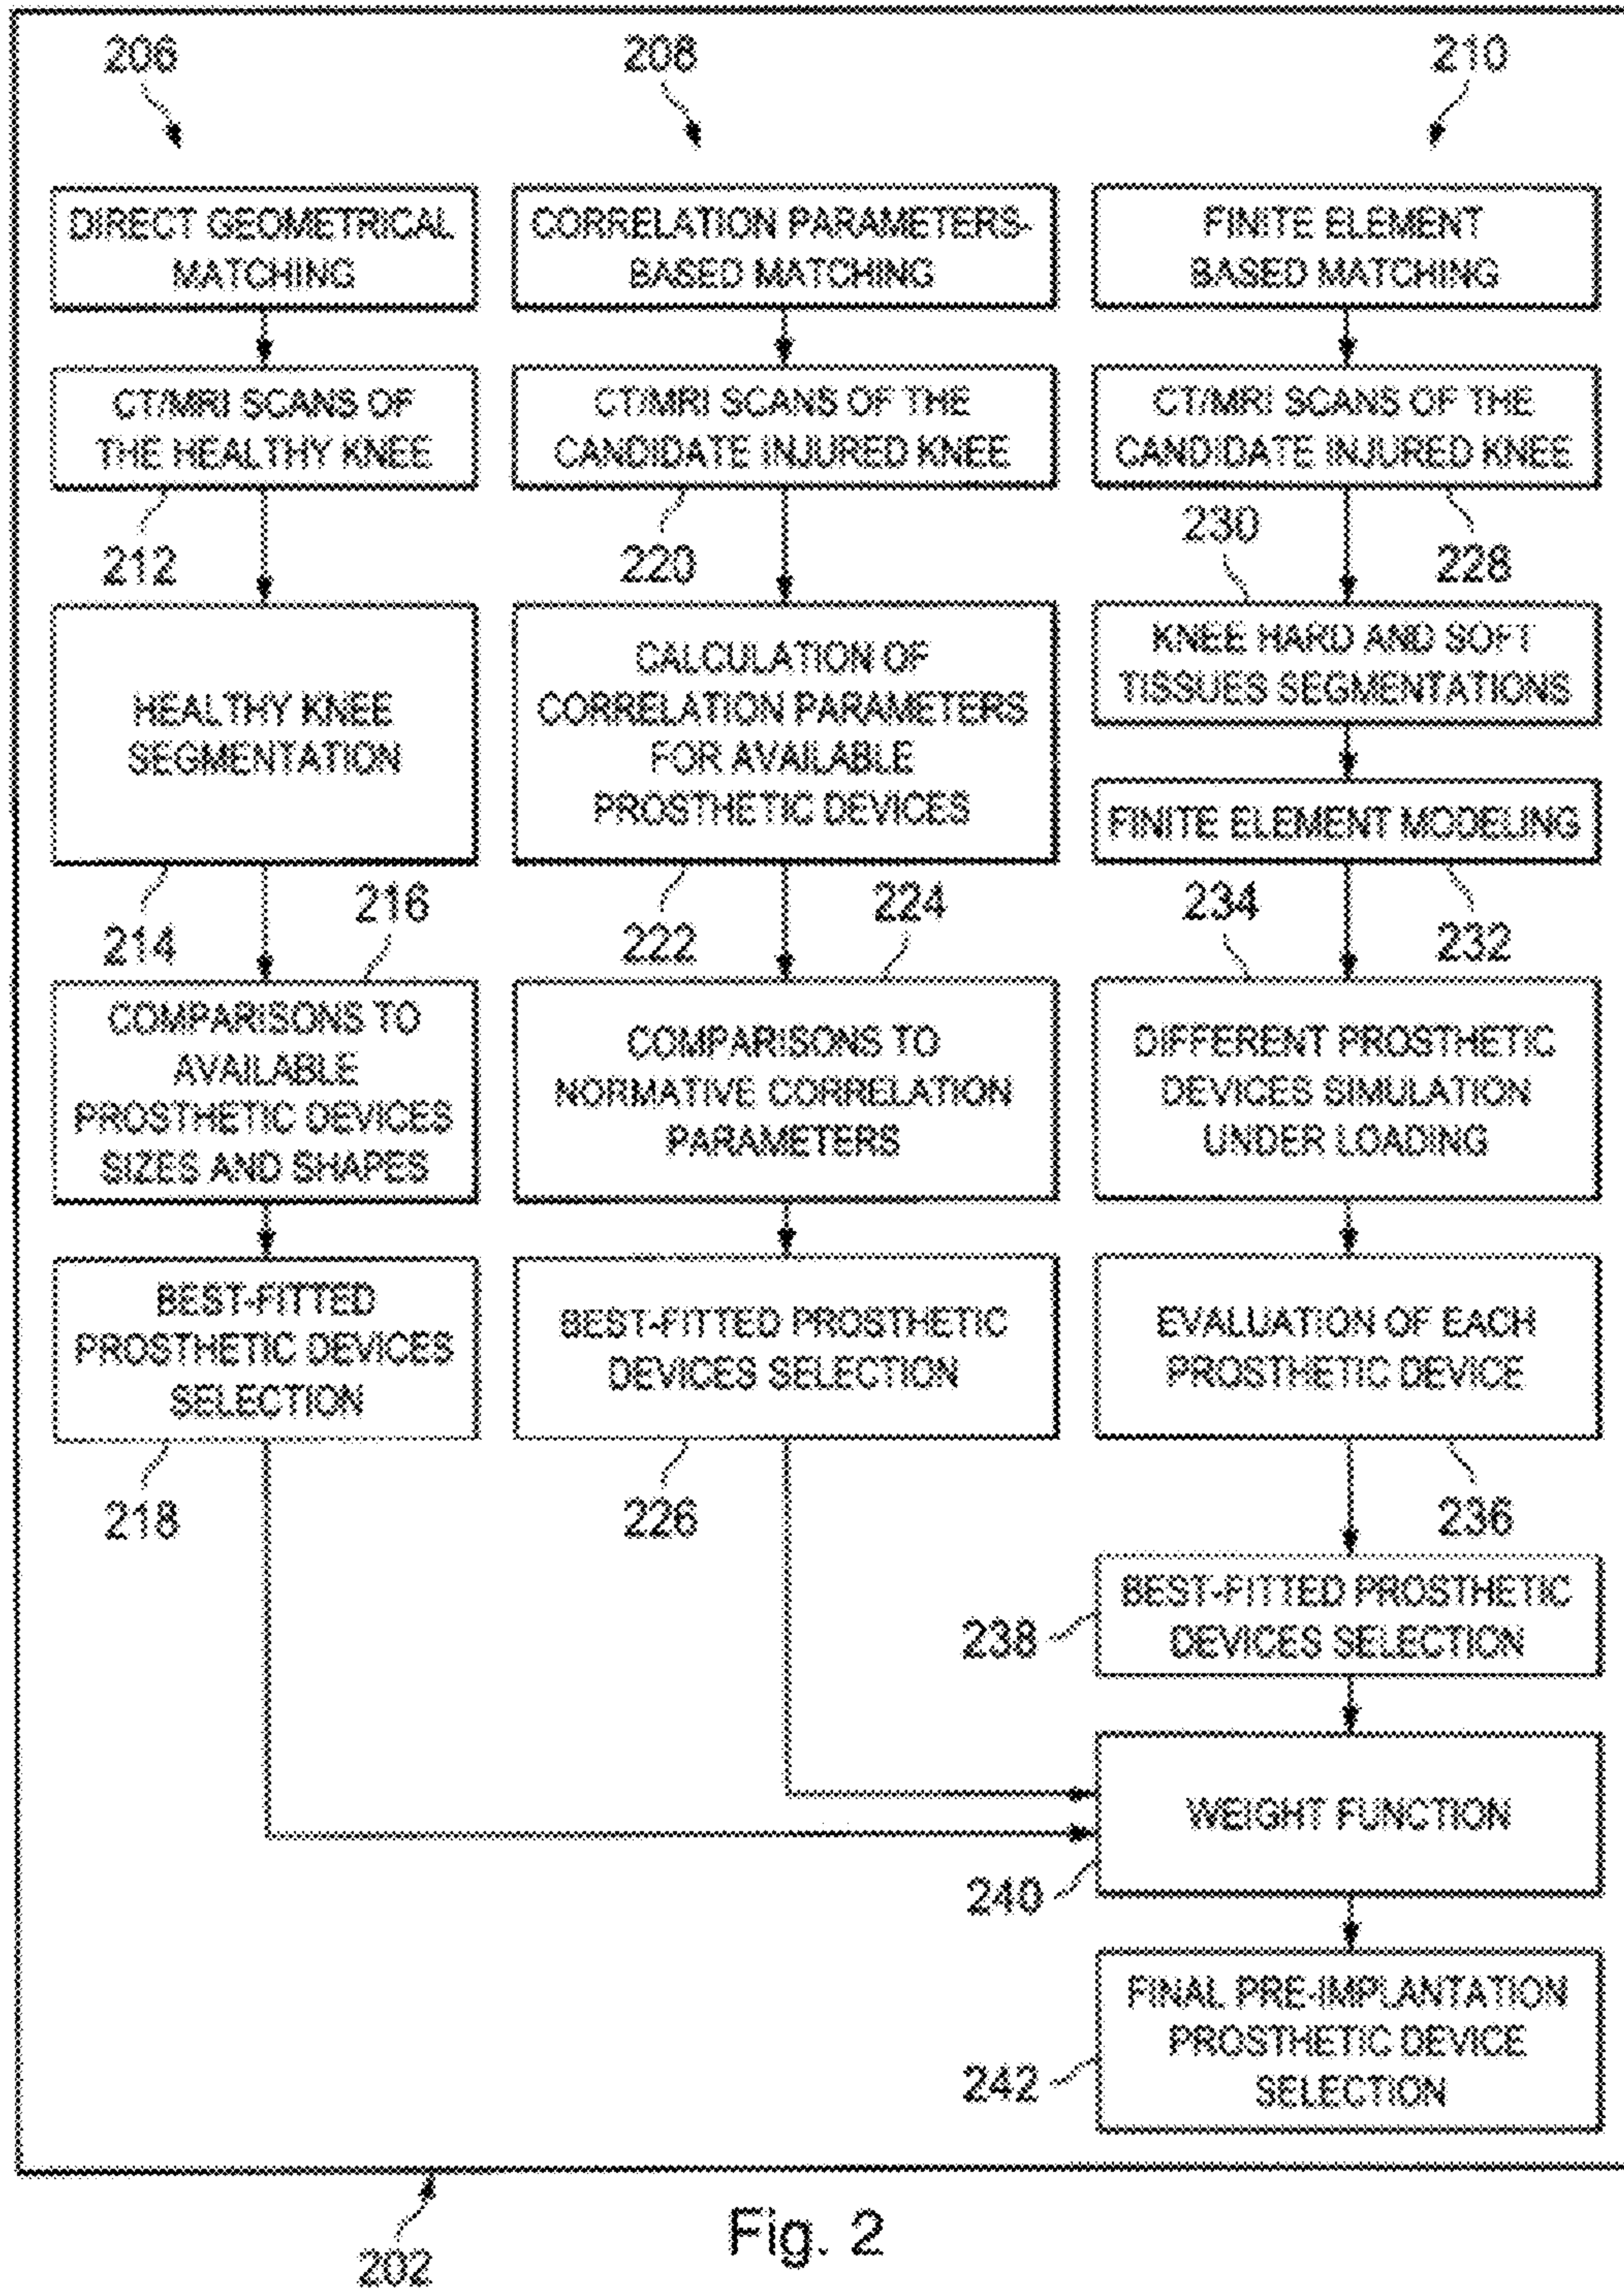 206
208
210
DIRECT GEOMETRICAL
MATCHING
CORRELATION PARAMETERS-
BASED MATCHING
FINITE ELEMENT
BASED MATCHING
CT/MRI SCANS OF
THE HEALTHY KNEE
CT/MRI SCANS OF THE
CANDIDATE INJURED KNEE
CT/MRI SCANS OF THE
CANDIDATE INJURED KNEE
212
220
230
228
HEALTHY KNEE
SEGMENTATION
CALCULATION OF
CORRELATION PARAMETERS
FOR AVAILABLE
PROSTHETIC DEVICES
KNEE HARD AND SOFT
TISSUES SEGMENTATIONS
FINITE ELEMENT MODELING
214
216
222
224
234
232
COMPARISONS TO
AVAILABLE
PROSTHETIC DEVICES
SIZES AND SHAPES
COMPARISONS TO
NORMATIVE CORRELATION
PARAMETERS
DIFFERENT PROSTHETIC
DEVICES SIMULATION
UNDER LOADING
BEST-FITTED
PROSTHETIC DEVICES
SELECTION
BEST-FITTED PROSTHETIC
DEVICES SELECTION
EVALUATION OF EACH
PROSTHETIC DEVICE
218
226
236
238
BEST-FITTED PROSTHETIC
DEVICES SELECTION
WEIGHT FUNCTION
240
FINAL PRE-IMPLANTATION
PROSTHETIC DEVICE
SELECTION
242
202
Fig. 2